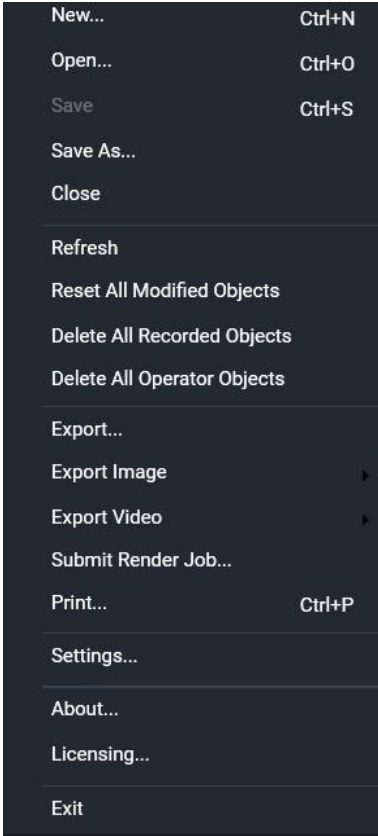 New... Ctrl+N
Open... Ctrl+O
Save Ctrl+S
Save As...
Close
Refresh
Reset All Modified Objects
Delete All Recorded Objects
Delete All Operator Objects
Export...
Export Image
Export Video
Submit Render Job...
Print... Ctrl+P
Settings...
About...
Licensing...
Exit